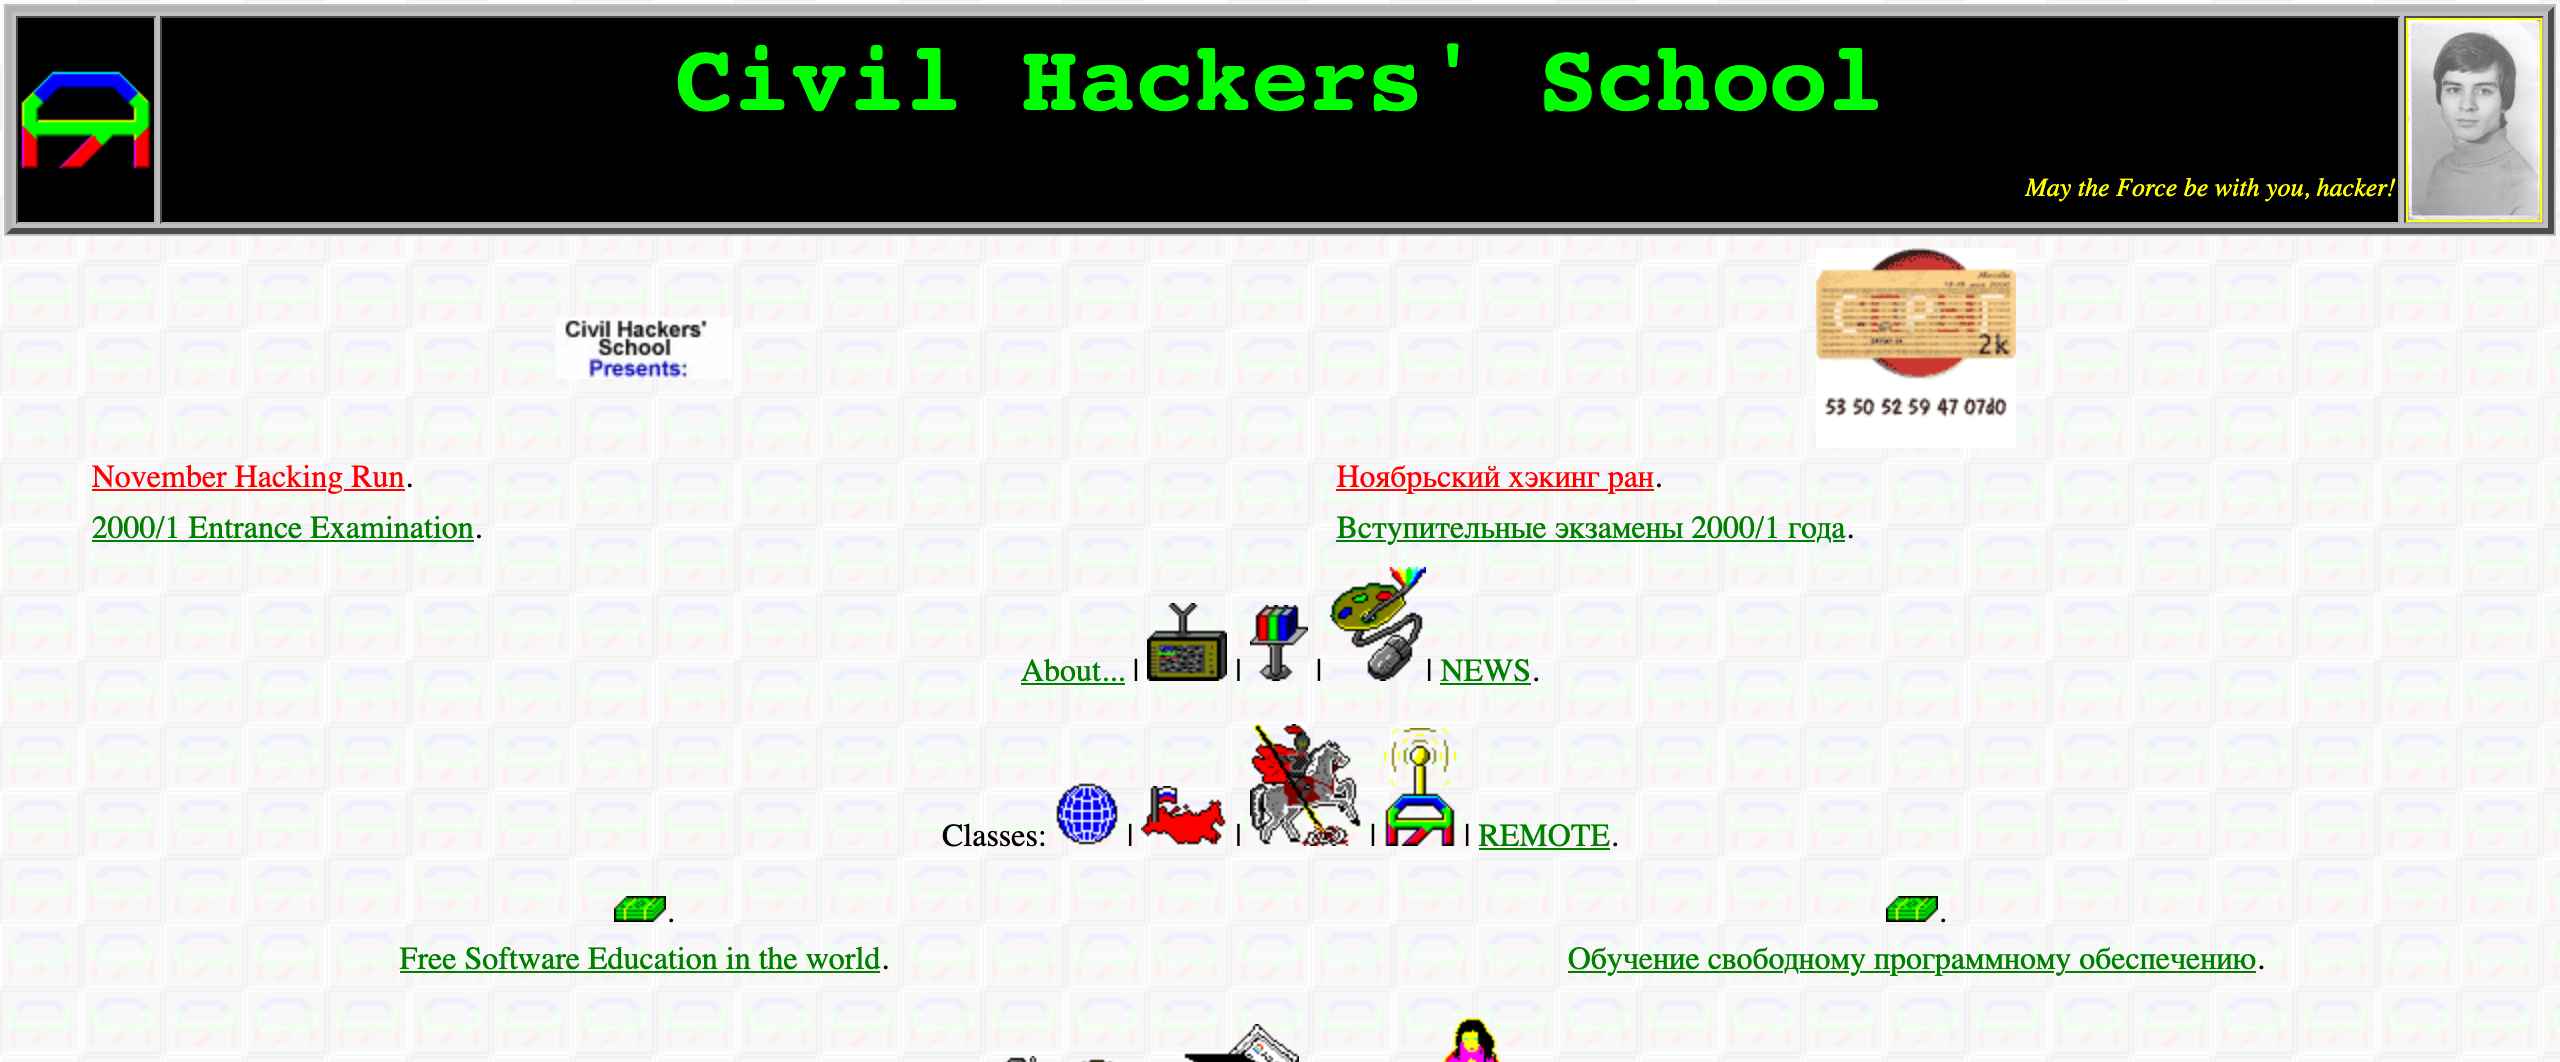 Civil Hackers' School
May the Force be with you, hacker!
Civil Hackers'
School
Presents:
2k
53 50 52 59 47 07d0
November Hacking Run.
Ноябрьский хэкинг ран.
2000/1 Entrance Examination.
Вступительные экзамены 2000/1 года.
About... | | | | NEWS.
Classes: | | | | REMOTE.
. .
Free Software Education in the world.
Обучение свободному программному обеспечению.